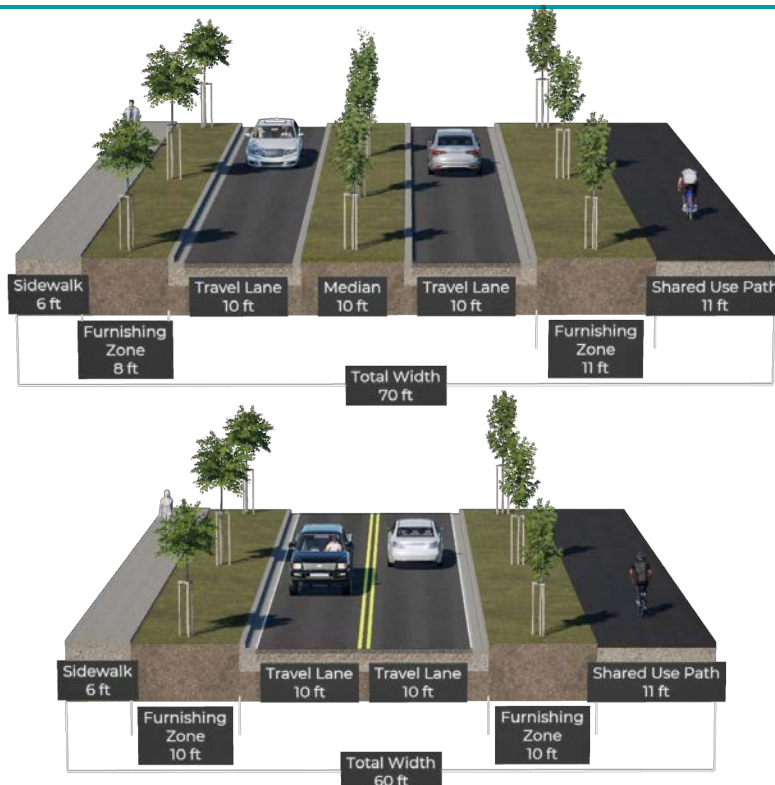 Sidewalk
6 ft
Travel Lane
10 ft
Median
10 ft
Travel Lane
10 ft
Shared Use Path
11 ft
Furnishing
Zone
8 ft
Furnishing
Zone
11 ft
Total Width
70 ft
Sidewalk
6 ft
Travel Lane
10 ft
Travel Lane
10 ft
Shared Use Path
11 ft
Furnishing
Zone
10 ft
Furnishing
Zone
10 ft
Total Width
60 ft